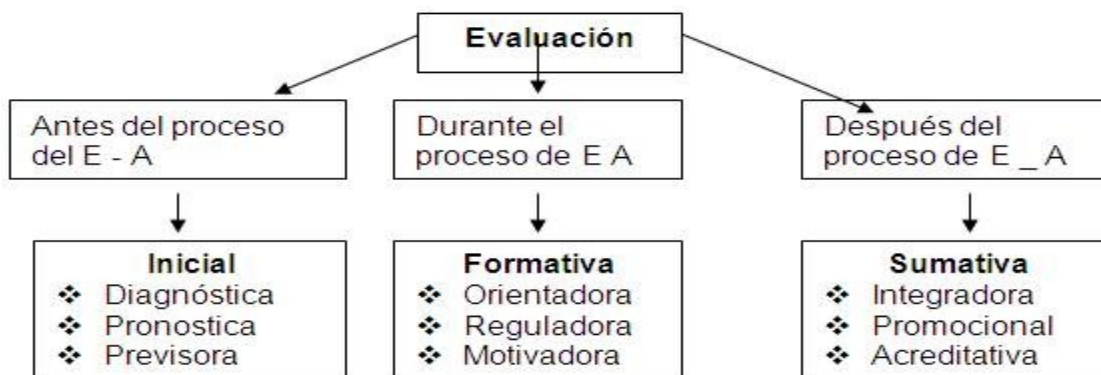 Evaluación
Antes del proceso
del E - A
Durante el
proceso de E A
Después del
proceso de E _ A
Inicial
❖ Diagnóstica
❖ Pronostica
❖ Previsora
Formativa
❖ Orientadora
❖ Reguladora
❖ Motivadora
Sumativa
❖ Integradora
❖ Promocional
❖ Acreditativa